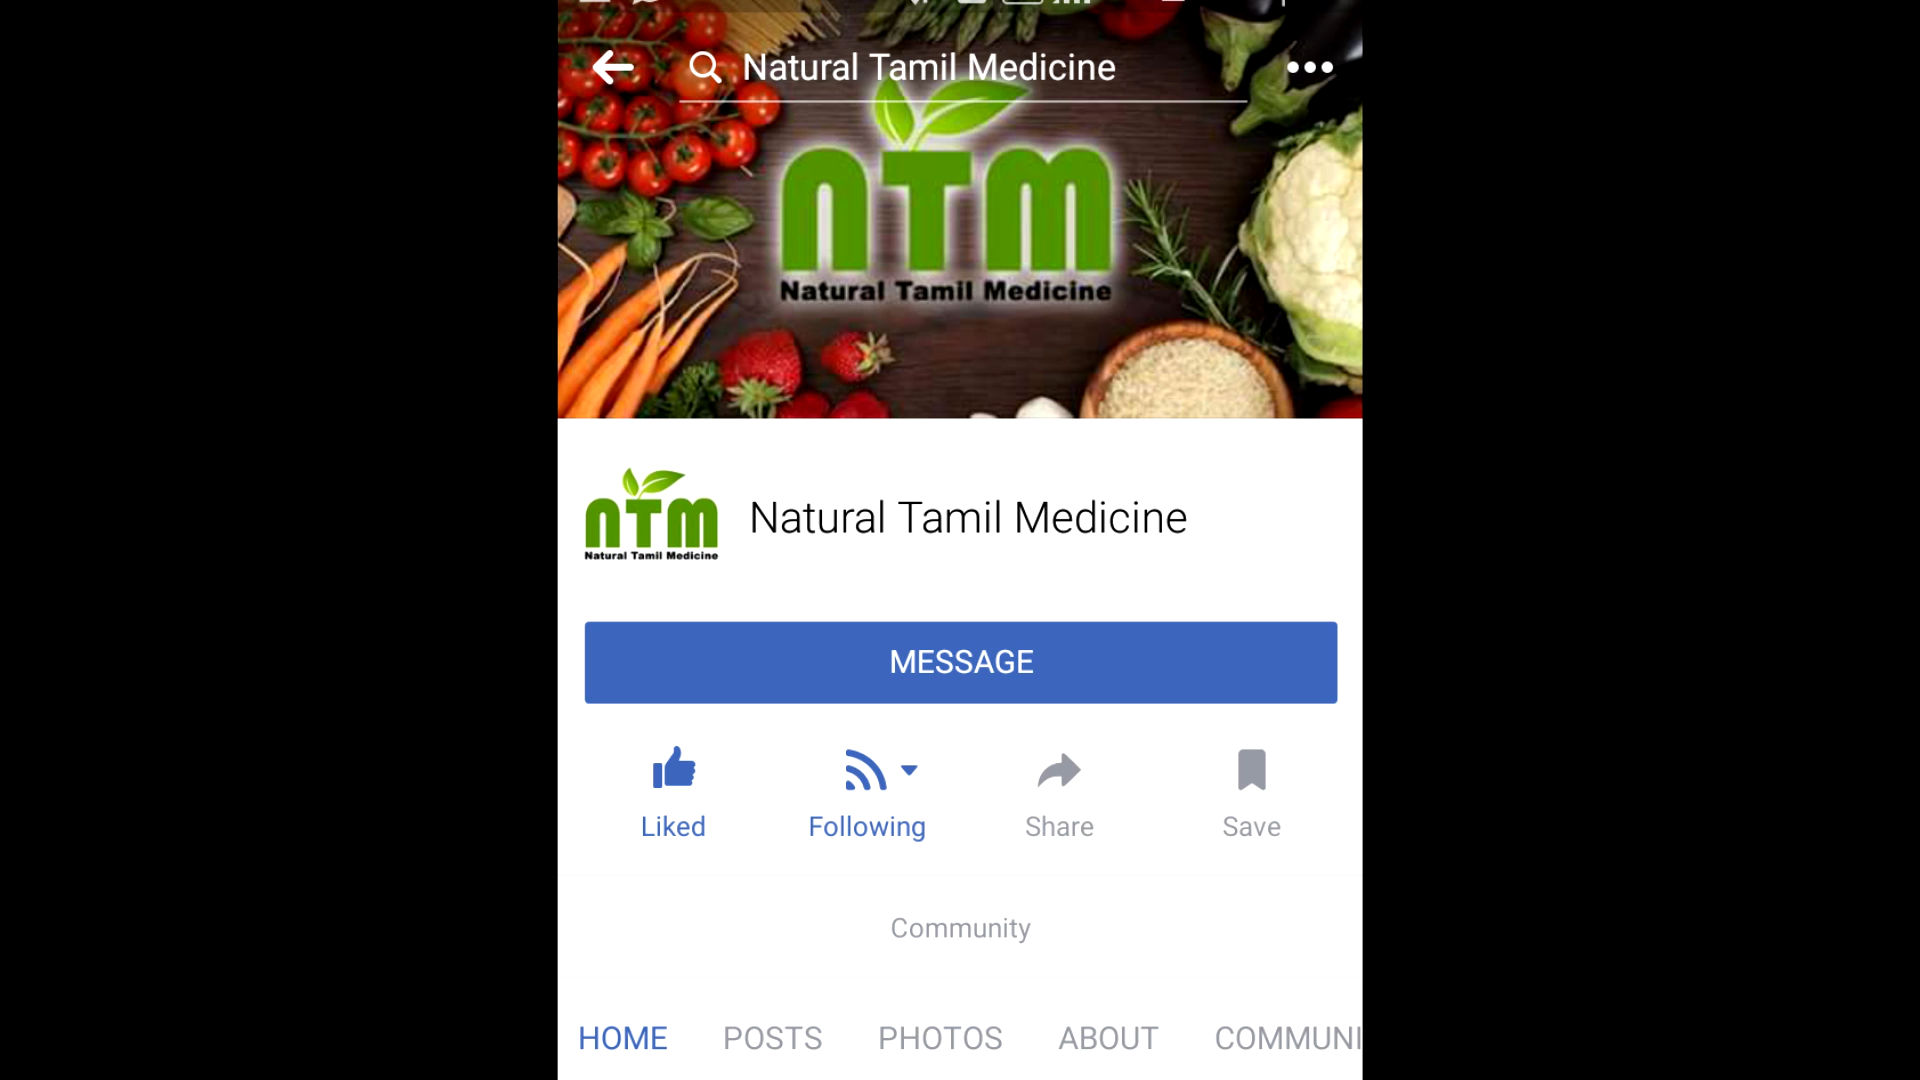 Natural Tamil Medicine
nTm
Natural Tamil Medicine
nTm
Natural Tamil Medicine
Natural Tamil Medicine
MESSAGE
Liked Following Share Save
Community
HOME POSTS PHOTOS ABOUT COMMUNI